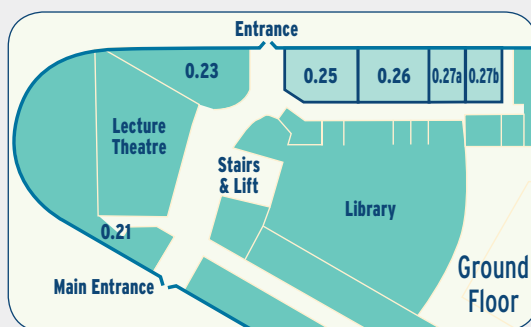 Entrance
0.23
0.25
0.26
0.27a
0.27b
Lecture
Theatre
Stairs
& Lift
Library
0.21
Main Entrance
Ground
Floor